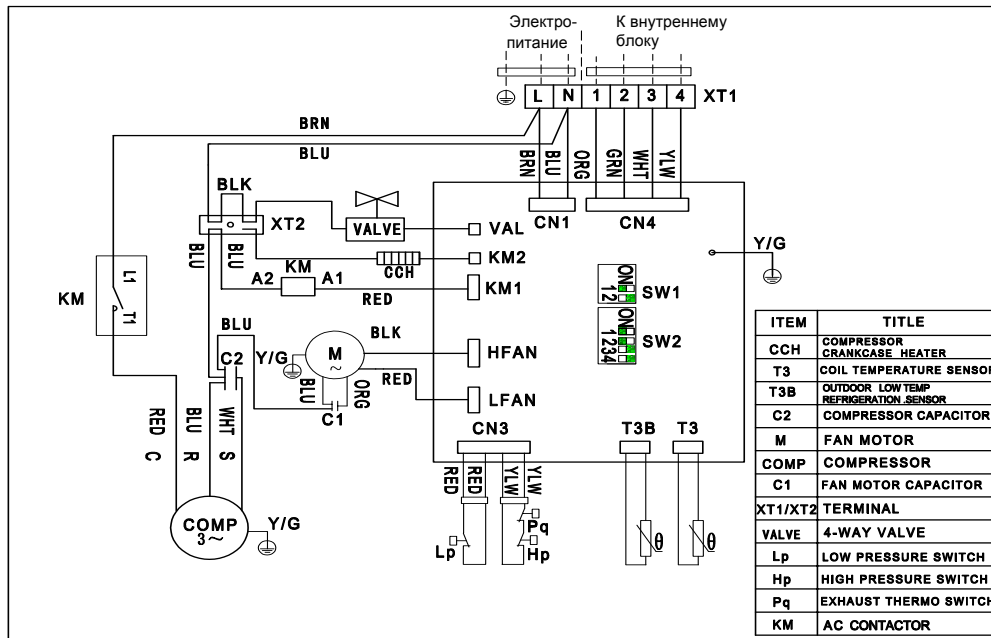 Электро-
питание
К внутреннему
блоку
L N 1 2 3 4 XT1
BRN
BLU
BRN
BLU
ORG
GRN
WHT
YLW
BLK
XT2
VALVE
VAL
CN1
CN4
Y/G
BLU
BLU
KM
A2
A1
CCH
KM2
KM1
RED
L1
T1
KM
ON
12
SW1
ON
1234
SW2
BLU
C2
Y/G
M
~
BLK
HFAN
RED
LFAN
BLU
ORG
C1
CN3
T3B
T3
RED C
BLU R
WHT S
RED
RED
YLW
YLW
COMP
3~
Y/G
Lp
Pq
Hp
θ
θ
ITEM TITLE
CCH COMPRESSOR
CRANKCASE HEATER
T3 COIL TEMPERATURE SENSOR
T3B OUTDOOR LOW TEMP
REFRIGERATION .SENSOR
C2 COMPRESSOR CAPACITOR
M FAN MOTOR
COMP COMPRESSOR
C1 FAN MOTOR CAPACITOR
XT1/XT2 TERMINAL
VALVE 4-WAY VALVE
Lp LOW PRESSURE SWITCH
Hp HIGH PRESSURE SWITCH
Pq EXHAUST THERMO SWITCH
KM AC CONTACTOR